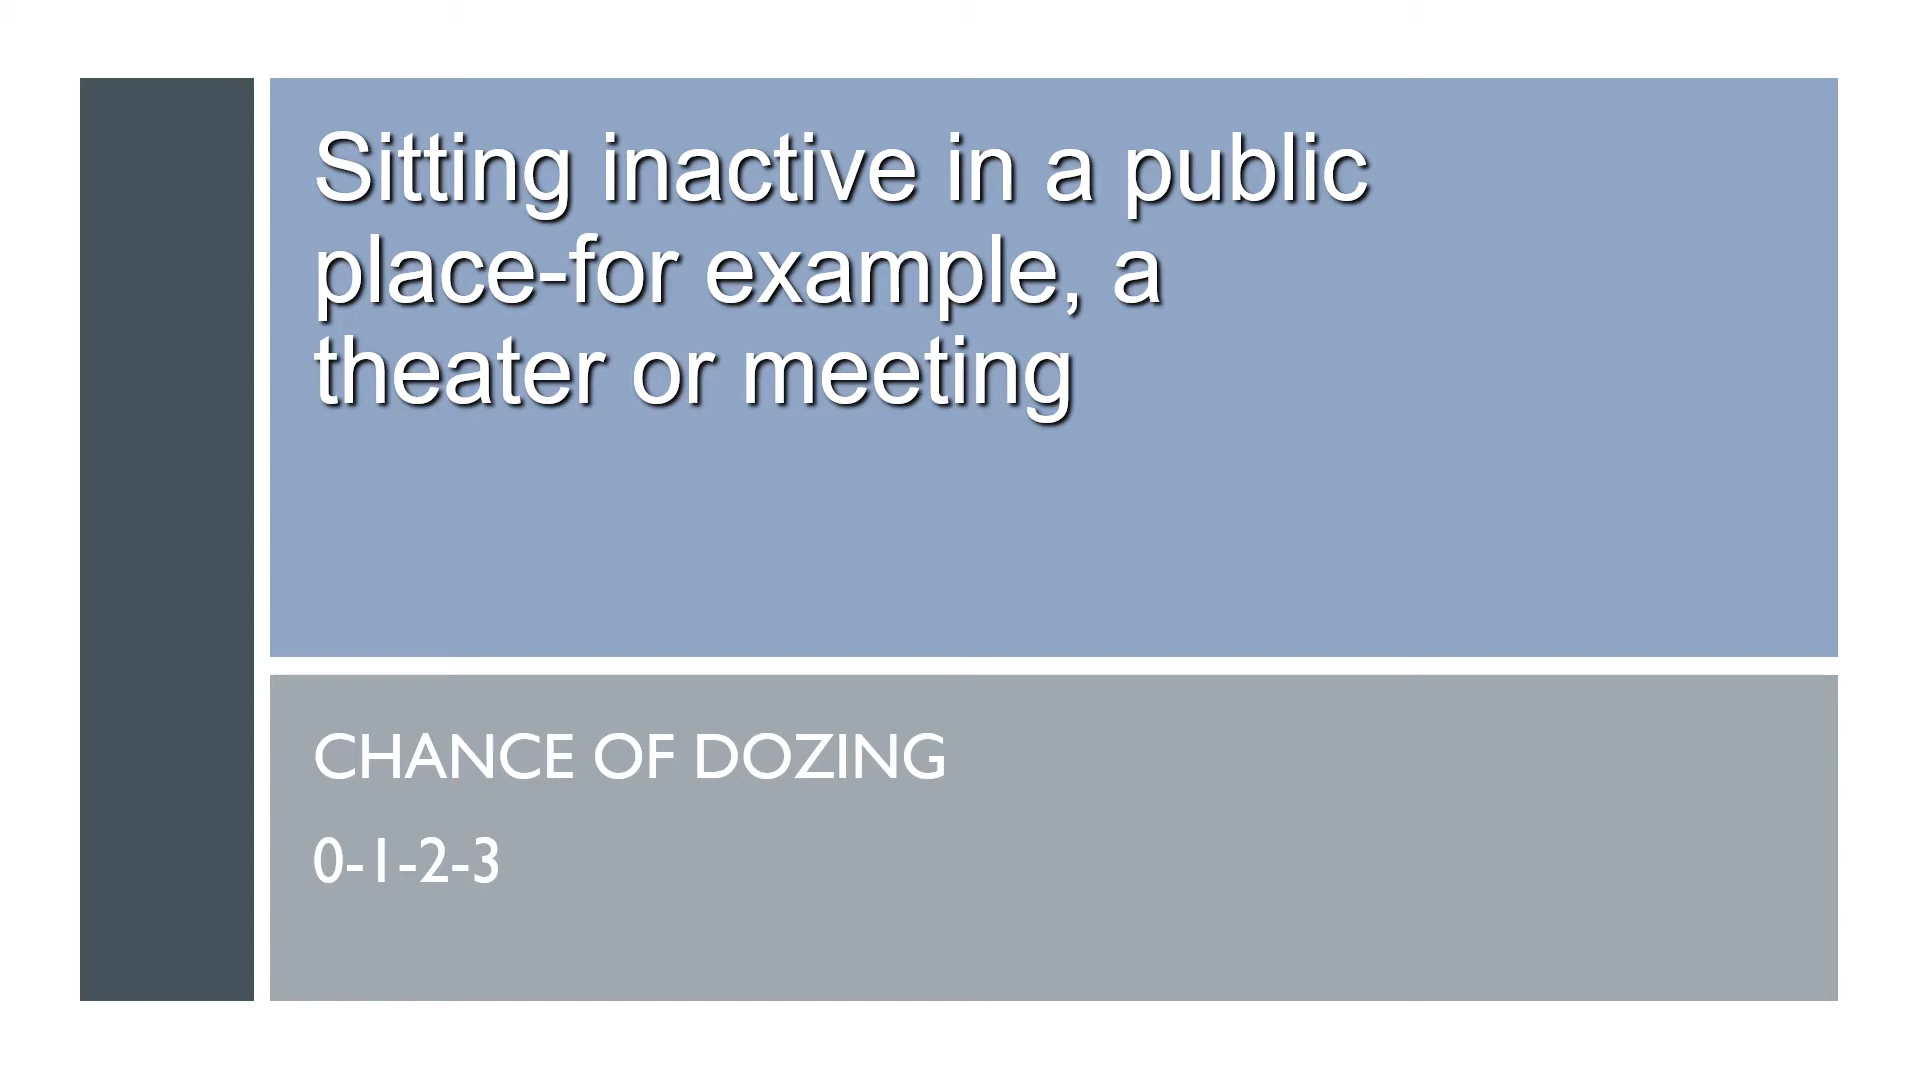 Sitting inactive in a public
place-for example, a
theater or meeting
CHANCE OF DOZING
0-1-2-3